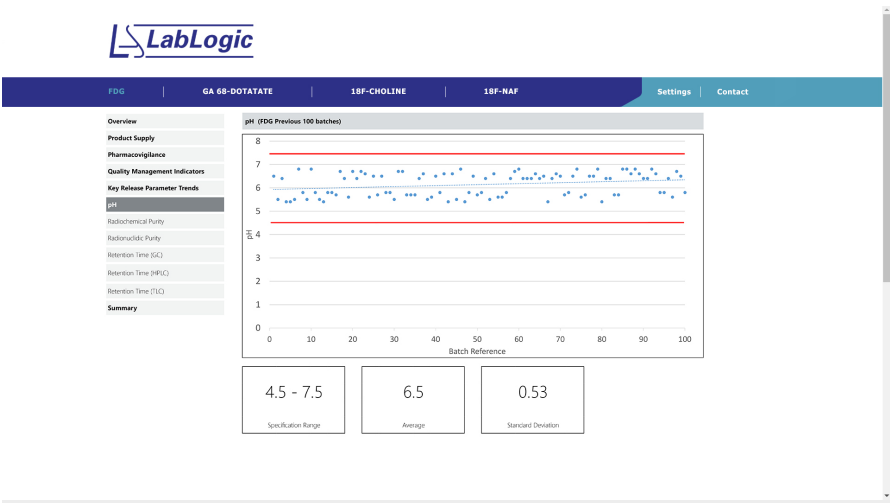 LabLogic
FDG
GA 68-DOTATATE
18F-CHOLINE
18F-NAF
Settings
Contact
Overview
Product Supply
Pharmacovigilance
Quality Management Indicators
Key Release Parameter Trends
pH
Radiochemical Purity
Radionuclidic Purity
Retention Time (GC)
Retention Time (HPLC)
Retention Time (TLC)
Summary
pH (FDG Previous 100 batches)
8
7
6
5
4
3
2
1
0
pH
0 10 20 30 40 50 60 70 80 90 100
Batch Reference
4.5 - 7.5
Specification Range
6.5
Average
0.53
Standard Deviation